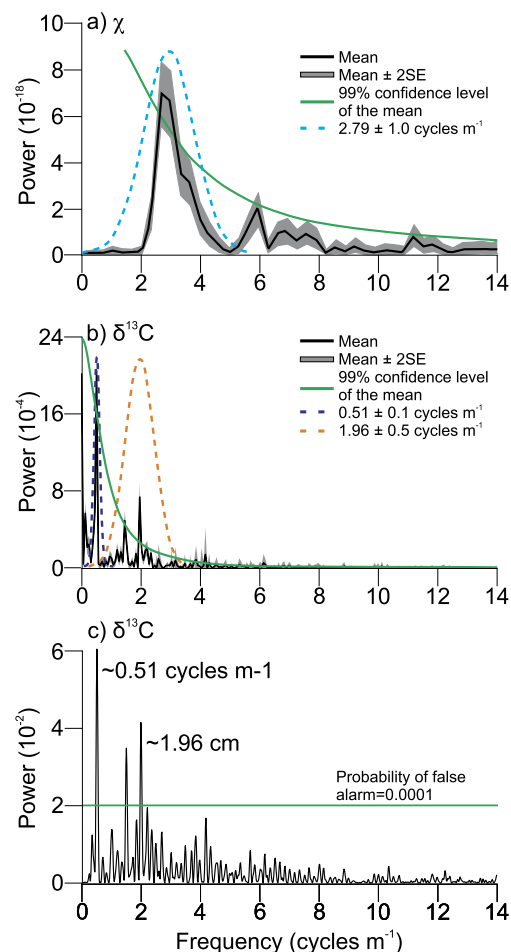 a) χ
10
8
6
4
2
0
Power (10⁻¹⁸)
Mean
Mean ± 2SE
99% confidence level
of the mean
2.79 ± 1.0 cycles m⁻¹
0 2 4 6 8 10 12 14
b) δ¹³C
24
16
8
0
Power (10⁻⁴)
Mean
Mean ± 2SE
99% confidence level
of the mean
0.51 ± 0.1 cycles m⁻¹
1.96 ± 0.5 cycles m⁻¹
0 2 4 6 8 10 12 14
c) δ¹³C
6
4
2
0
Power (10⁻²)
~0.51 cycles m-1
~1.96 cm
Probability of false
alarm=0.0001
0 2 4 6 8 10 12 14
Frequency (cycles m⁻¹)